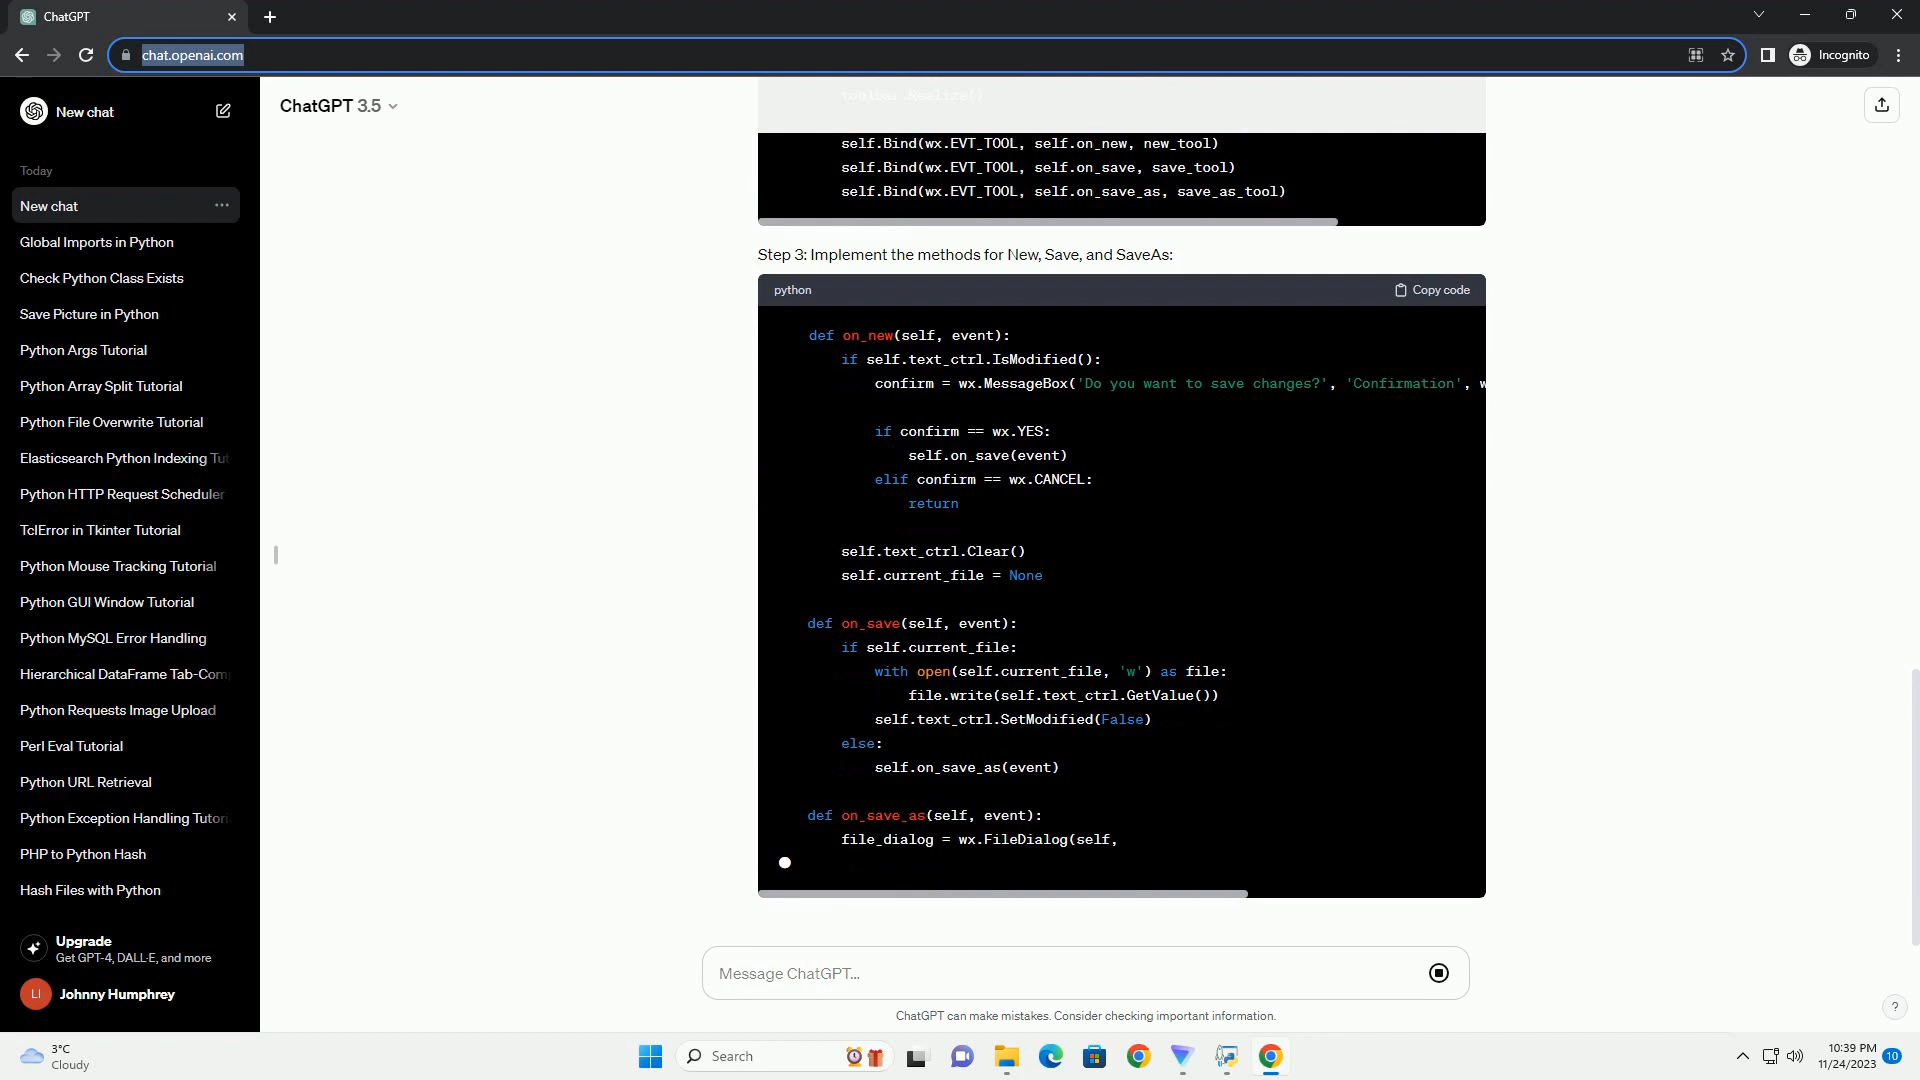 ChatGPT
chat.openai.com
Incognito
New chat
ChatGPT 3.5
Today
New chat
Global Imports in Python
Check Python Class Exists
Save Picture in Python
Python Args Tutorial
Python Array Split Tutorial
Python File Overwrite Tutorial
Elasticsearch Python Indexing Tut
Python HTTP Request Scheduler
TclError in Tkinter Tutorial
Python Mouse Tracking Tutorial
Python GUI Window Tutorial
Python MySQL Error Handling
Hierarchical DataFrame Tab-Com
Python Requests Image Upload
Perl Eval Tutorial
Python URL Retrieval
Python Exception Handling Tutori
PHP to Python Hash
Hash Files with Python
Upgrade
Get GPT-4, DALL·E, and more
LI
Johnny Humphrey
toolbar.Realize()
self.Bind(wx.EVT_TOOL, self.on_new, new_tool)
self.Bind(wx.EVT_TOOL, self.on_save, save_tool)
self.Bind(wx.EVT_TOOL, self.on_save_as, save_as_tool)
Step 3: Implement the methods for New, Save, and SaveAs:
python
Copy code
def on_new(self, event):
if self.text_ctrl.IsModified():
confirm = wx.MessageBox('Do you want to save changes?', 'Confirmation', w
if confirm == wx.YES:
self.on_save(event)
elif confirm == wx.CANCEL:
return
self.text_ctrl.Clear()
self.current_file = None
def on_save(self, event):
if self.current_file:
with open(self.current_file, 'w') as file:
file.write(self.text_ctrl.GetValue())
self.text_ctrl.SetModified(False)
else:
self.on_save_as(event)
def on_save_as(self, event):
file_dialog = wx.FileDialog(self,
Message ChatGPT...
ChatGPT can make mistakes. Consider checking important information.
?
3°C
Cloudy
Search
10:39 PM
11/24/2023
10